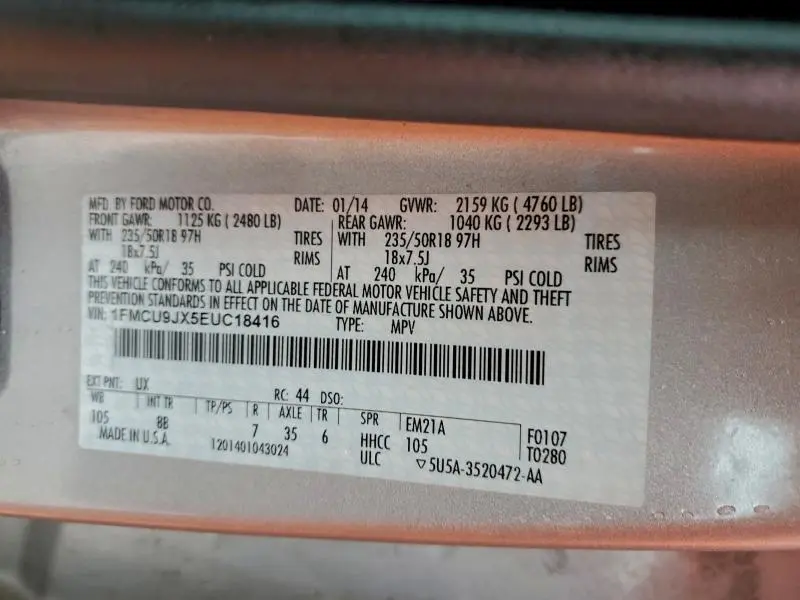 MFD. BY FORD MOTOR CO. DATE: 01/14 GVWR: 2159 KG ( 4760 LB)
FRONT GAWR: 1125 KG ( 2480 LB) REAR GAWR: 1040 KG ( 2293 LB)
WITH 235/50R18 97H TIRES WITH 235/50R18 97H TIRES
18x7.5J RIMS 18x7.5J RIMS
AT 240 kPa/ 35 PSI COLD AT 240 kPa/ 35 PSI COLD
THIS VEHICLE CONFORMS TO ALL APPLICABLE FEDERAL MOTOR VEHICLE SAFETY AND THEFT
PREVENTION STANDARDS IN EFFECT ON THE DATE OF MANUFACTURE SHOWN ABOVE.
VIN: 1FMCU9JX5EUC18416 TYPE: MPV
EXT PNT: UX RC: 44 DSO:
WB INT TR TP/PS R AXLE TR SPR EM21A F0107
105 8B 7 35 6 HHCC 105 T0280
MADE IN U.S.A. 1201401043024 ULC ▽5U5A-3520472-AA